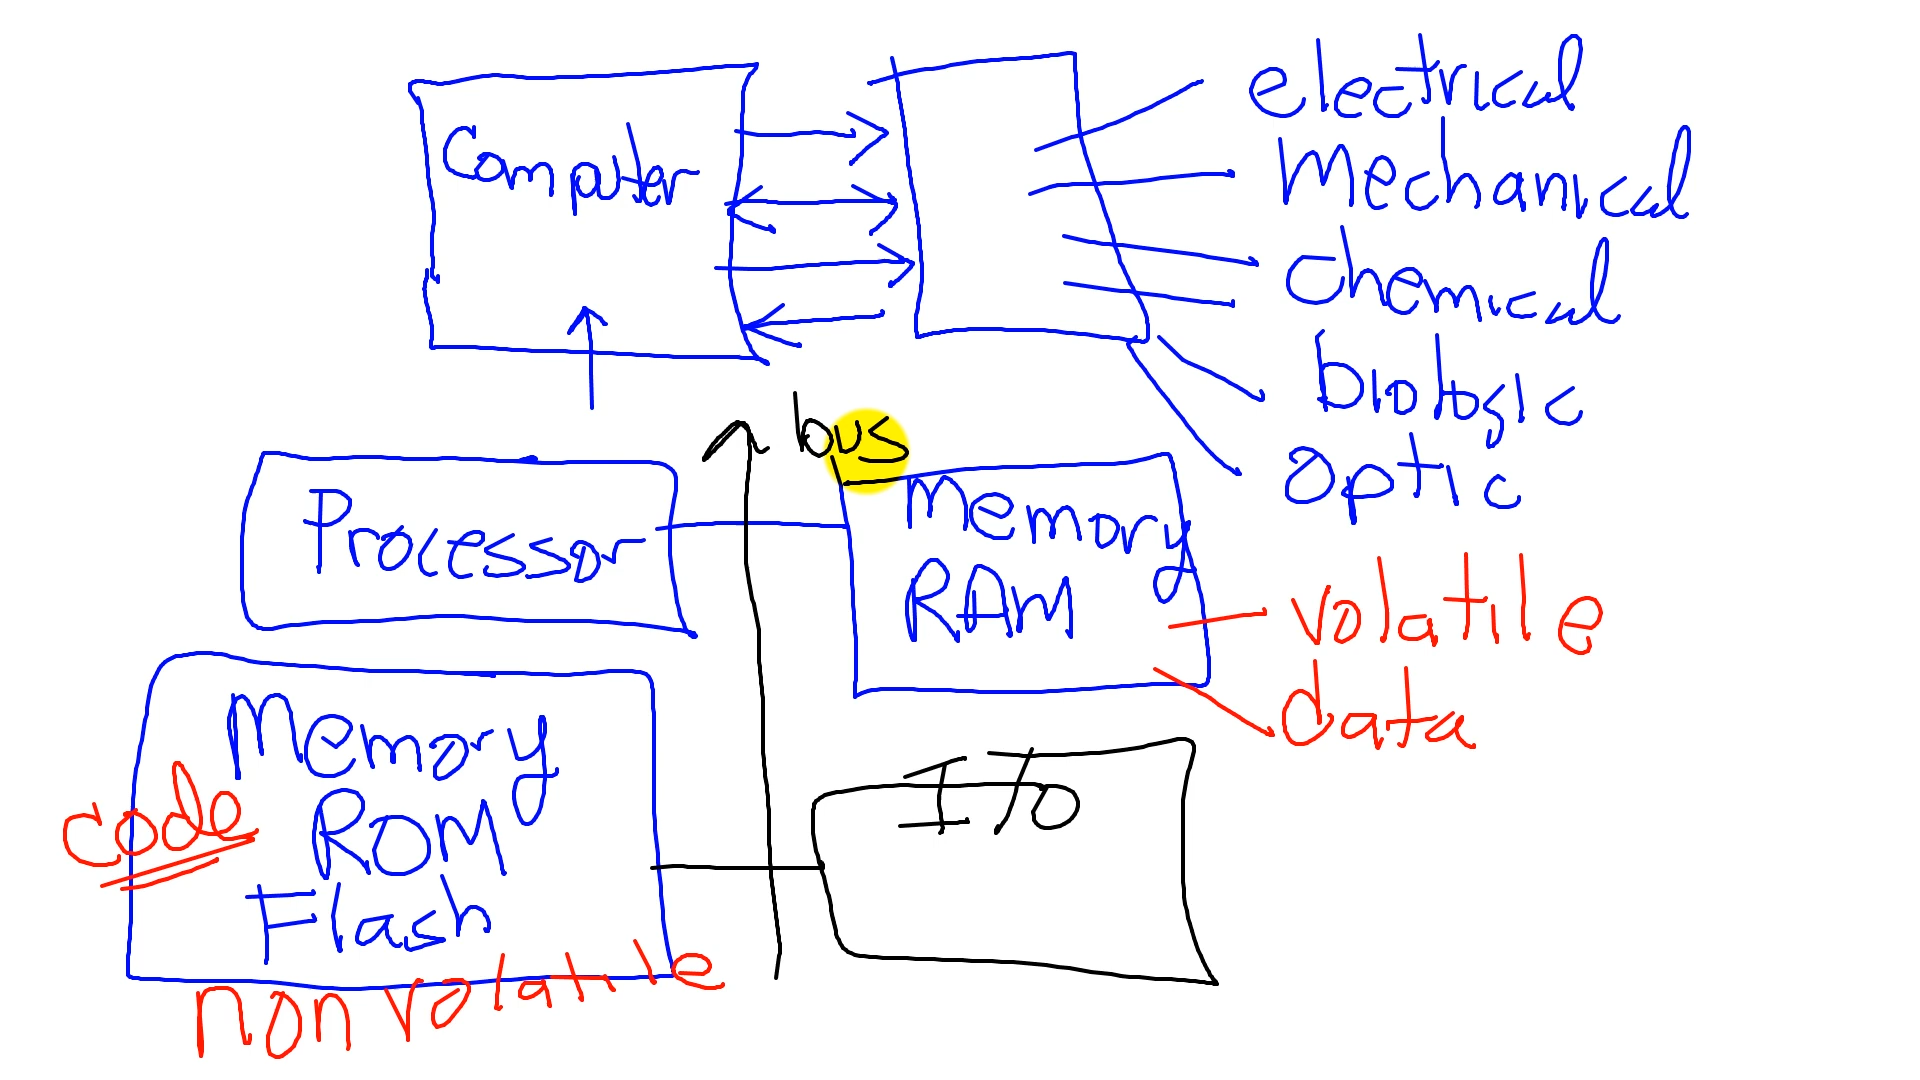 Computer
electrical
mechanical
chemical
biologic
optic
bus
Processor
Memory
RAM
volatile
data
Memory
ROM
Flash
code
non volatile
I/O